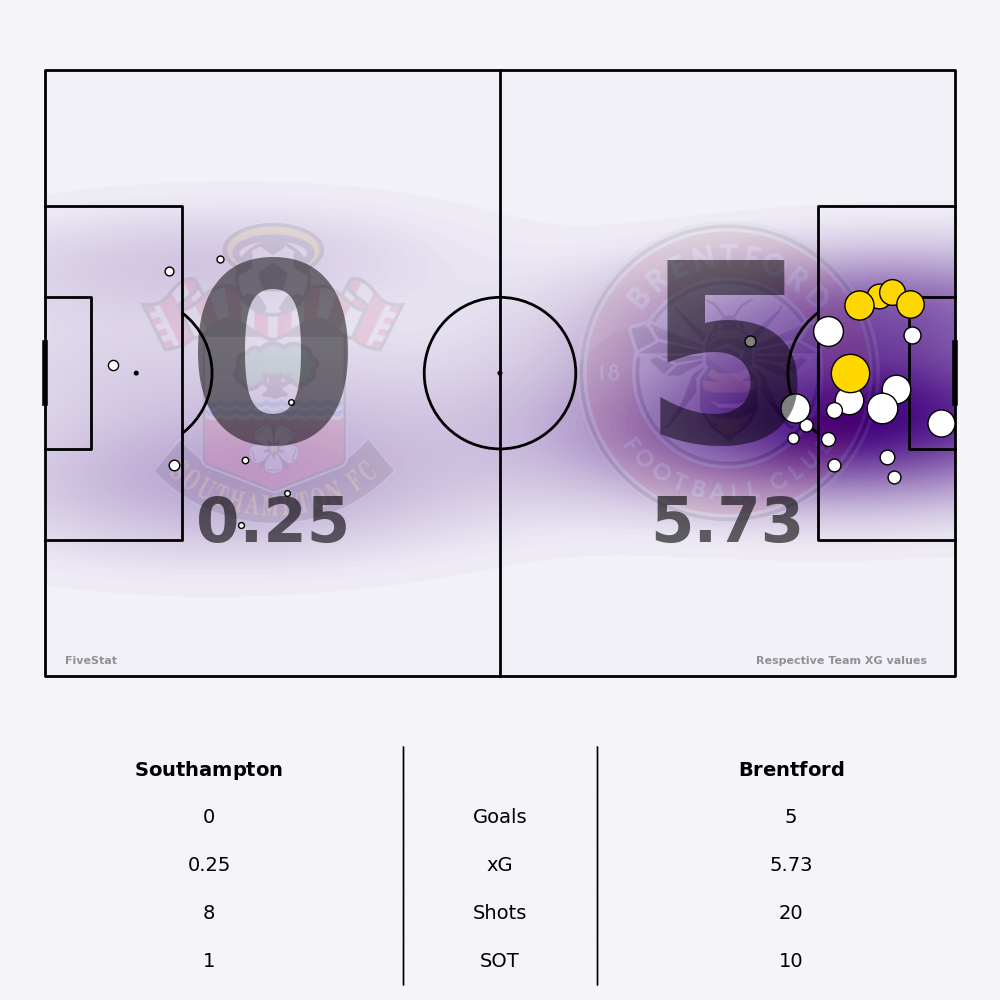 BRENTFORD
0
5
18
SOUTHAMPTON FC
FOOTBALL CLUB
0.25
5.73
FiveStat
Respective Team XG values
Southampton
Brentford
0
Goals
5
0.25
xG
5.73
8
Shots
20
1
SOT
10